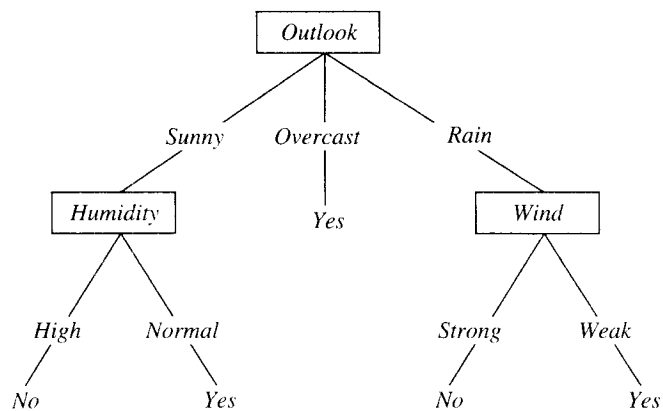 Outlook
Sunny Overcast Rain
Humidity Yes Wind
High Normal Strong Weak
No Yes No Yes